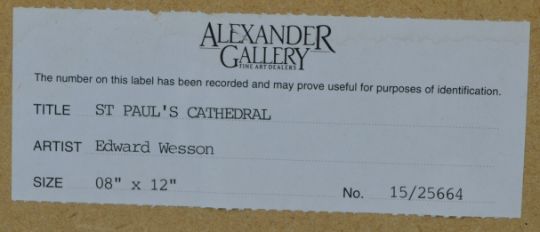 ALEXANDER
GALLERY
FINE ART DEALERS
The number on this label has been recorded and may prove useful for purposes of identification.
TITLE ST PAUL'S CATHEDRAL
ARTIST Edward Wesson
SIZE 08" x 12" No. 15/25664